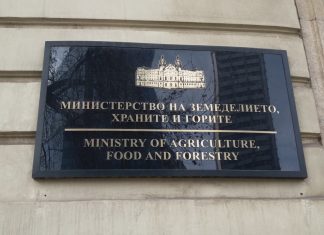 МИНИСТЕРСТВО НА ЗЕМЕДЕЛИЕТО,
ХРАНИТЕ И ГОРИТЕ
MINISTRY OF AGRICULTURE,
FOOD AND FORESTRY